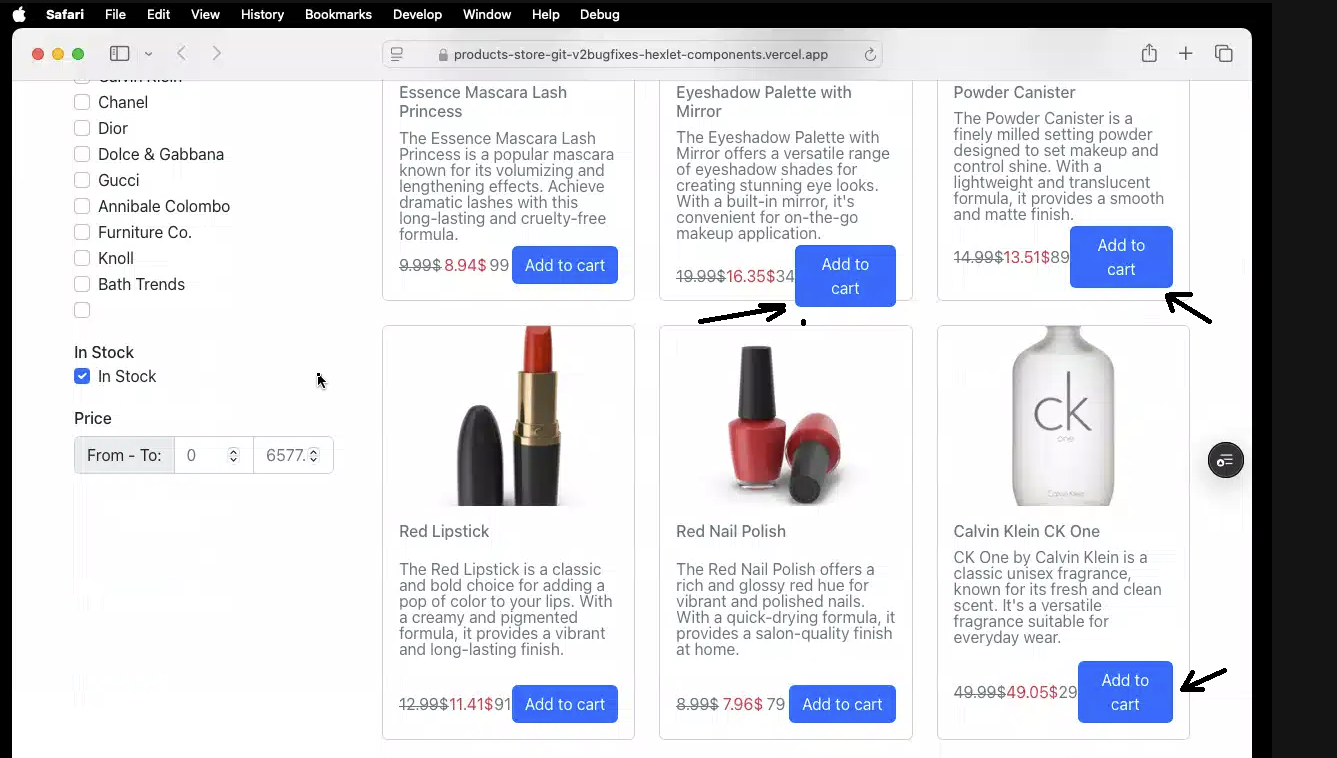 Safari File Edit View History Bookmarks Develop Window Help Debug
products-store-git-v2bugfixes-hexlet-components.vercel.app
Calvin Klein
Chanel
Dior
Dolce & Gabbana
Gucci
Annibale Colombo
Furniture Co.
Knoll
Bath Trends
In Stock
In Stock
Price
From - To: 0 6577.
Essence Mascara Lash
Princess
The Essence Mascara Lash
Princess is a popular mascara
known for its volumizing and
lengthening effects. Achieve
dramatic lashes with this
long-lasting and cruelty-free
formula.
9.99$ 8.94$ 99 Add to cart
Eyeshadow Palette with
Mirror
The Eyeshadow Palette with
Mirror offers a versatile range
of eyeshadow shades for
creating stunning eye looks.
With a built-in mirror, it's
convenient for on-the-go
makeup application.
19.99$16.35$34 Add to
cart
Powder Canister
The Powder Canister is a
finely milled setting powder
designed to set makeup and
control shine. With a
lightweight and translucent
formula, it provides a smooth
and matte finish.
14.99$13.51$89 Add to
cart
Red Lipstick
The Red Lipstick is a classic
and bold choice for adding a
pop of color to your lips. With
a creamy and pigmented
formula, it provides a vibrant
and long-lasting finish.
12.99$11.41$91 Add to cart
Red Nail Polish
The Red Nail Polish offers a
rich and glossy red hue for
vibrant and polished nails.
With a quick-drying formula, it
provides a salon-quality finish
at home.
8.99$ 7.96$ 79 Add to cart
ck
one
Calvin Klein
Calvin Klein CK One
CK One by Calvin Klein is a
classic unisex fragrance,
known for its fresh and clean
scent. It's a versatile
fragrance suitable for
everyday wear.
49.99$49.05$29 Add to
cart